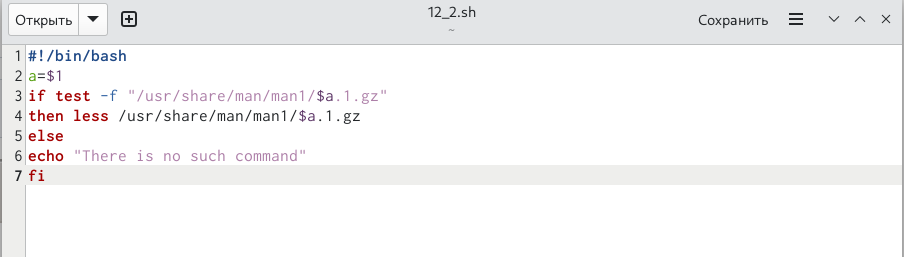 Открыть 12_2.sh Сохранить
~
1 #!/bin/bash
2 a=$1
3 if test -f "/usr/share/man/man1/$a.1.gz"
4 then less /usr/share/man/man1/$a.1.gz
5 else
6 echo "There is no such command"
7 fi